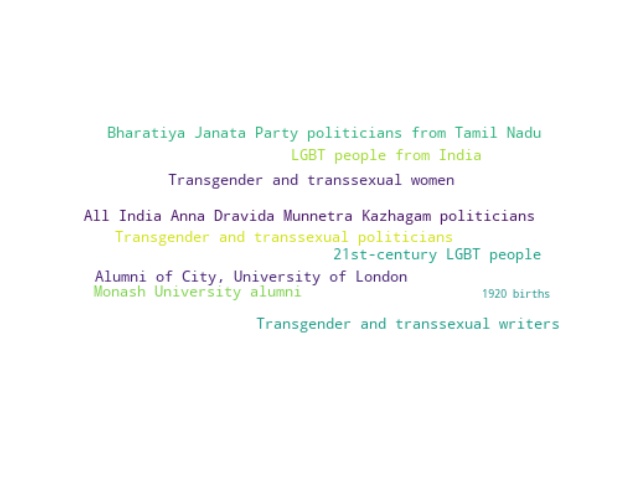 Bharatiya Janata Party politicians from Tamil Nadu
LGBT people from India
Transgender and transsexual women
All India Anna Dravida Munnetra Kazhagam politicians
Transgender and transsexual politicians
21st-century LGBT people
Alumni of City, University of London
Monash University alumni
1920 births
Transgender and transsexual writers